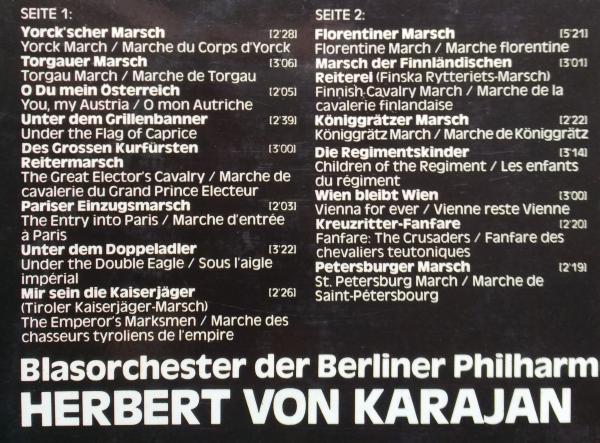 SEITE 1:
Yorck'scher Marsch [2'28]
Yorck March / Marche du Corps d'Yorck
Torgauer Marsch [3'06]
Torgau March / Marche de Torgau
O Du mein Österreich [2'05]
You, my Austria / O mon Autriche
Unter dem Grillenbanner [2'39]
Under the Flag of Caprice
Des Grossen Kurfürsten [3'00]
Reitermarsch
The Great Elector's Cavalry / Marche de
cavalerie du Grand Prince Electeur
Pariser Einzugsmarsch [2'03]
The Entry into Paris / Marche d'entrée
à Paris
Unter dem Doppeladler [3'22]
Under the Double Eagle / Sous l'aigle
impérial
Mir sein die Kaiserjäger [2'26]
(Tiroler Kaiserjäger-Marsch)
The Emperor's Marksmen / Marche des
chasseurs tyroliens de l'empire
SEITE 2:
Florentiner Marsch [5'21]
Florentine March / Marche florentine
Marsch der Finnländischen [3'01]
Reiterei (Finska Rytteriets-Marsch)
Finnish Cavalry March / Marche de la
cavalerie finlandaise
Königgrätzer Marsch [2'22]
Königgrätz March / Marche de Königgrätz
Die Regimentskinder [3'14]
Children of the Regiment / Les enfants
du régiment
Wien bleibt Wien [3'00]
Vienna for ever / Vienne reste Vienne
Kreuzritter-Fanfare [2'20]
Fanfare: The Crusaders / Fanfare des
chevaliers teutoniques
Petersburger Marsch [2'19]
St. Petersburg March / Marche de
Saint-Pétersbourg
Blasorchester der Berliner Philharm
HERBERT VON KARAJAN